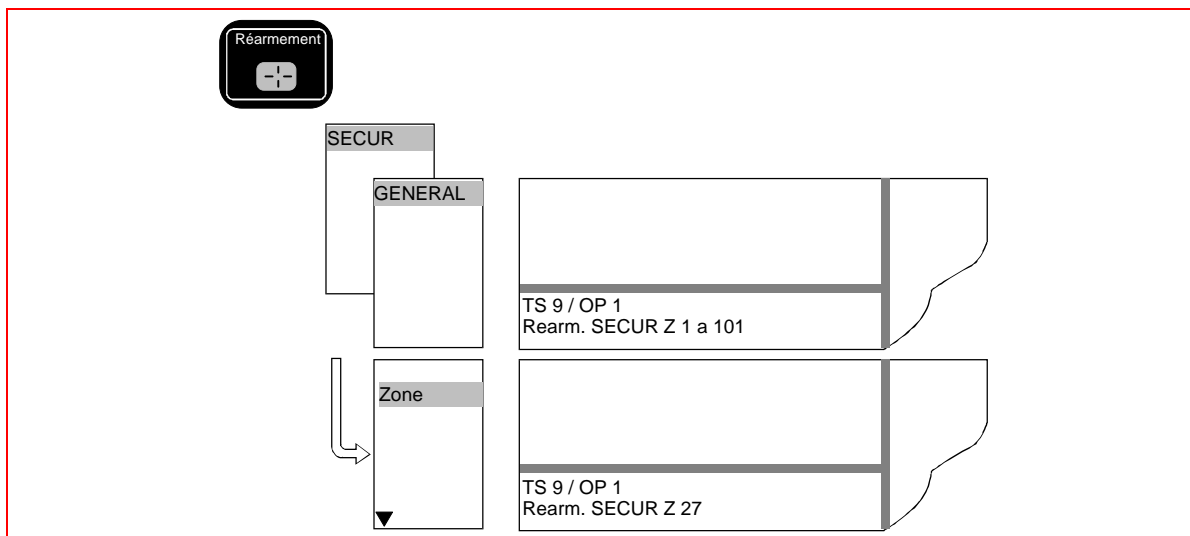 Réarmement
SECUR
GENERAL
TS 9 / OP 1
Rearm. SECUR Z 1 a 101
Zone
TS 9 / OP 1
Rearm. SECUR Z 27